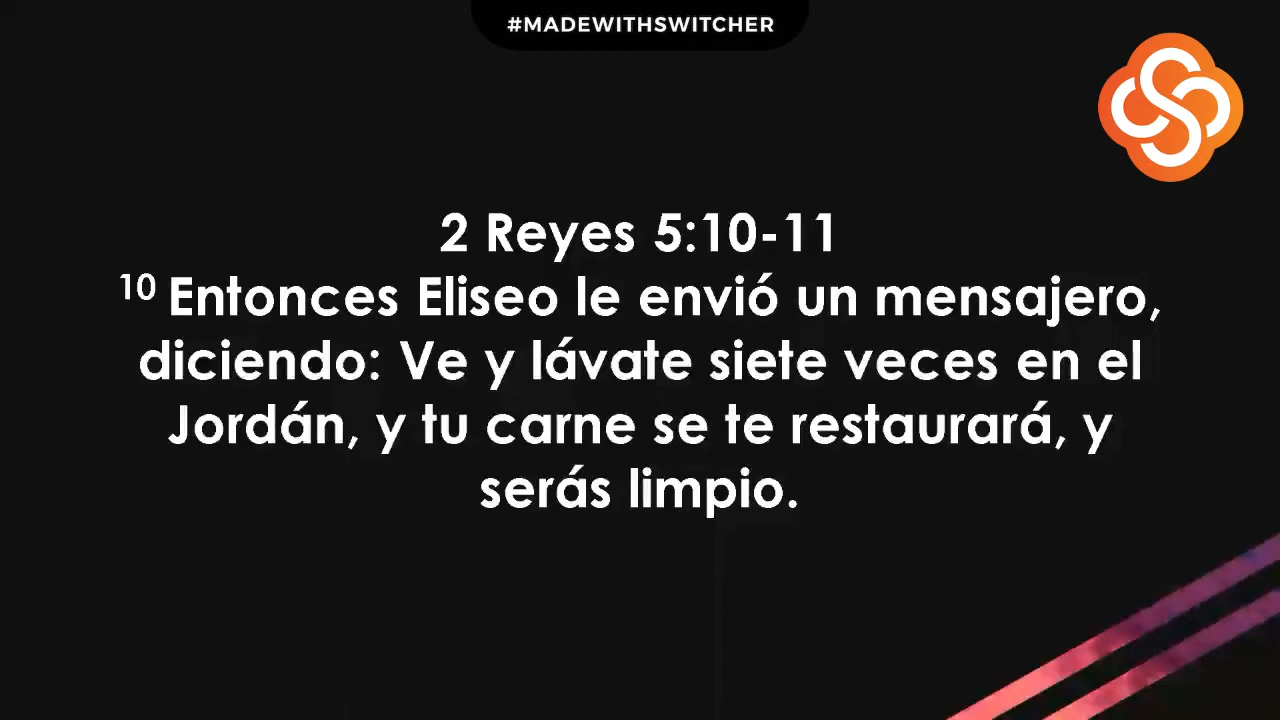 #MADEWITHSWITCHER
2 Reyes 5:10-11
10 Entonces Eliseo le envió un mensajero,
diciendo: Ve y lávate siete veces en el
Jordán, y tu carne se te restaurará, y
serás limpio.